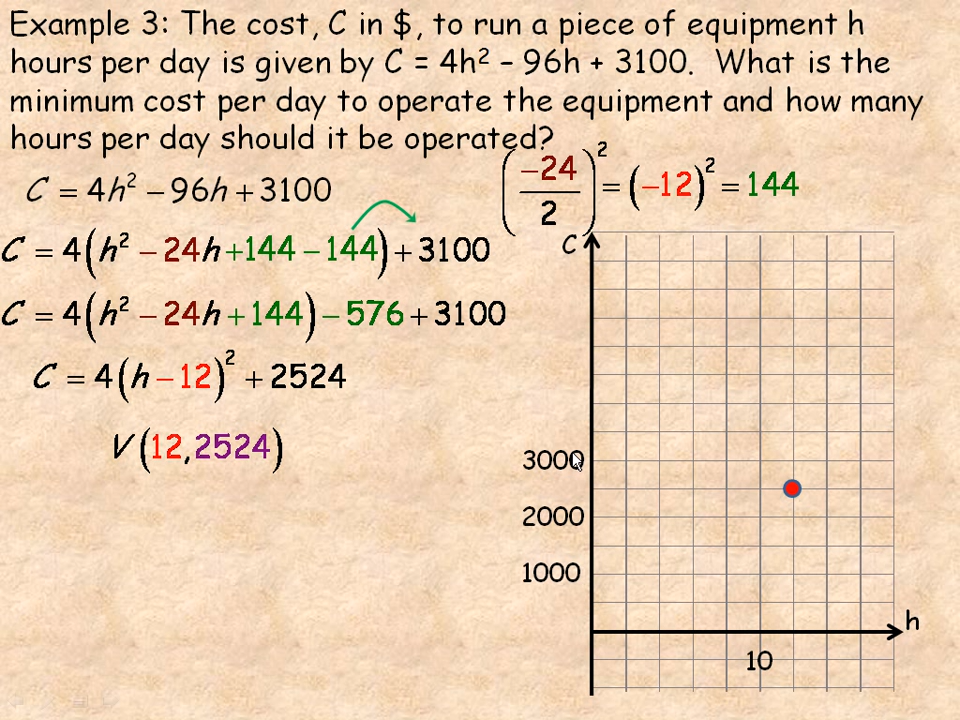 Example 3: The cost, C in $, to run a piece of equipment h
hours per day is given by C = 4h² – 96h + 3100. What is the
minimum cost per day to operate the equipment and how many
hours per day should it be operated?
C = 4h² − 96h + 3100
(−24/2)² = (−12)² = 144
C = 4(h² − 24h + 144 − 144) + 3100
C = 4(h² − 24h + 144) − 576 + 3100
C = 4(h − 12)² + 2524
V(12, 2524)
C
3000
2000
1000
h
10